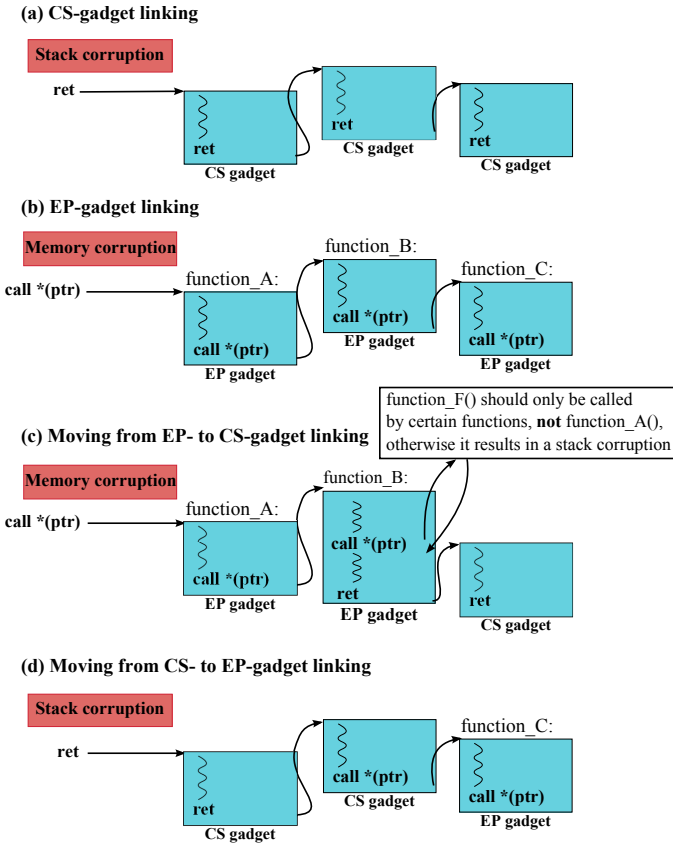 (a) CS-gadget linking
Stack corruption
ret
ret
CS gadget
ret
CS gadget
ret
CS gadget
(b) EP-gadget linking
Memory corruption
call *(ptr)
function_A:
call *(ptr)
EP gadget
function_B:
call *(ptr)
EP gadget
function_C:
call *(ptr)
EP gadget
function_F() should only be called
by certain functions, not function_A(),
otherwise it results in a stack corruption
(c) Moving from EP- to CS-gadget linking
Memory corruption
call *(ptr)
function_A:
call *(ptr)
EP gadget
function_B:
call *(ptr)
ret
EP gadget
ret
CS gadget
(d) Moving from CS- to EP-gadget linking
Stack corruption
ret
ret
CS gadget
call *(ptr)
CS gadget
function_C:
call *(ptr)
EP gadget